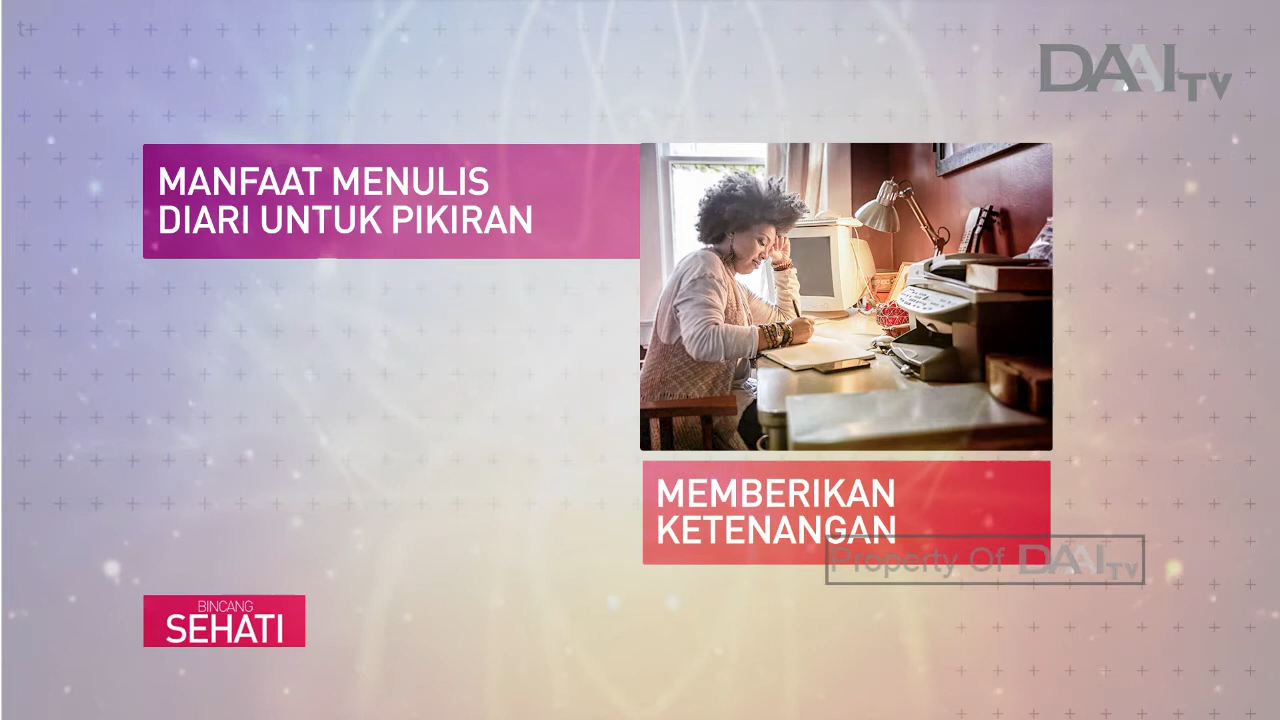 DAAI TV
MANFAAT MENULIS
DIARI UNTUK PIKIRAN
MEMBERIKAN
KETENANGAN
Property Of DAAI TV
BINCANG
SEHATI